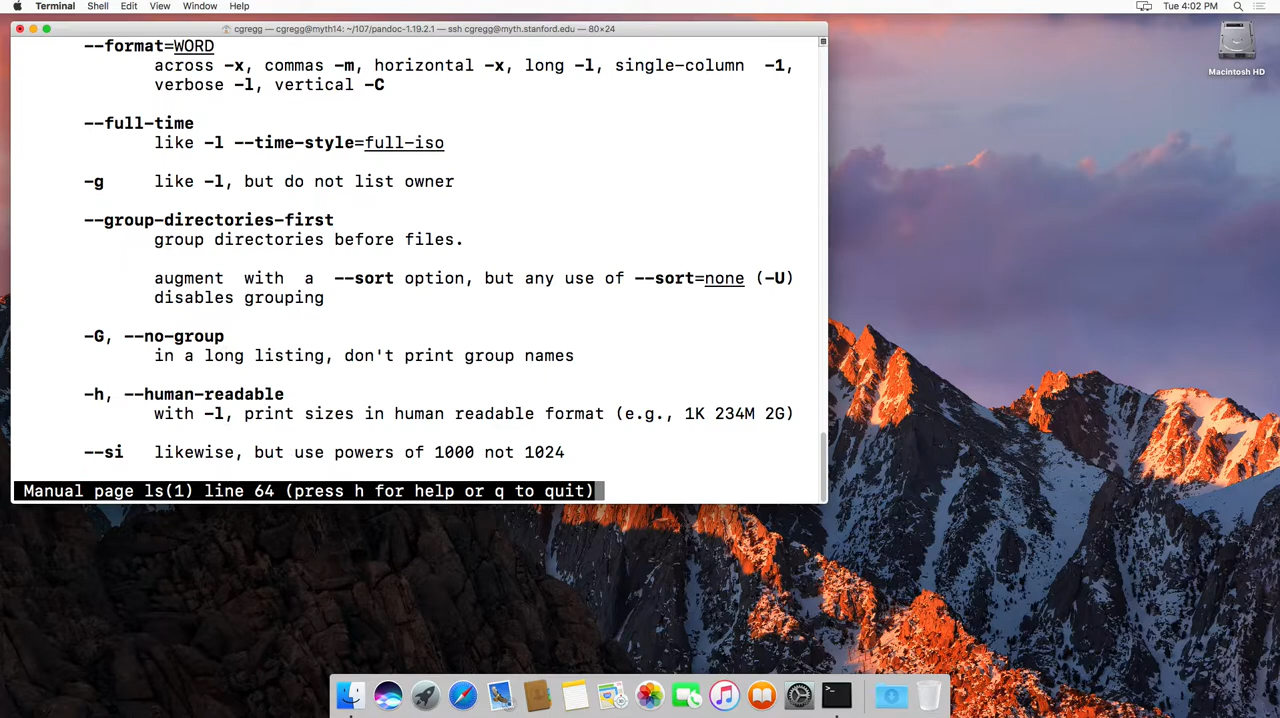 Terminal Shell Edit View Window Help Tue 4:02 PM
cgregg — cgregg@myth14: ~/107/pandoc-1.19.2.1 — ssh cgregg@myth.stanford.edu — 80×24
Macintosh HD
--format=WORD
across -x, commas -m, horizontal -x, long -l, single-column -1,
verbose -l, vertical -C
--full-time
like -l --time-style=full-iso
-g like -l, but do not list owner
--group-directories-first
group directories before files.
augment with a --sort option, but any use of --sort=none (-U)
disables grouping
-G, --no-group
in a long listing, don't print group names
-h, --human-readable
with -l, print sizes in human readable format (e.g., 1K 234M 2G)
--si likewise, but use powers of 1000 not 1024
Manual page ls(1) line 64 (press h for help or q to quit)